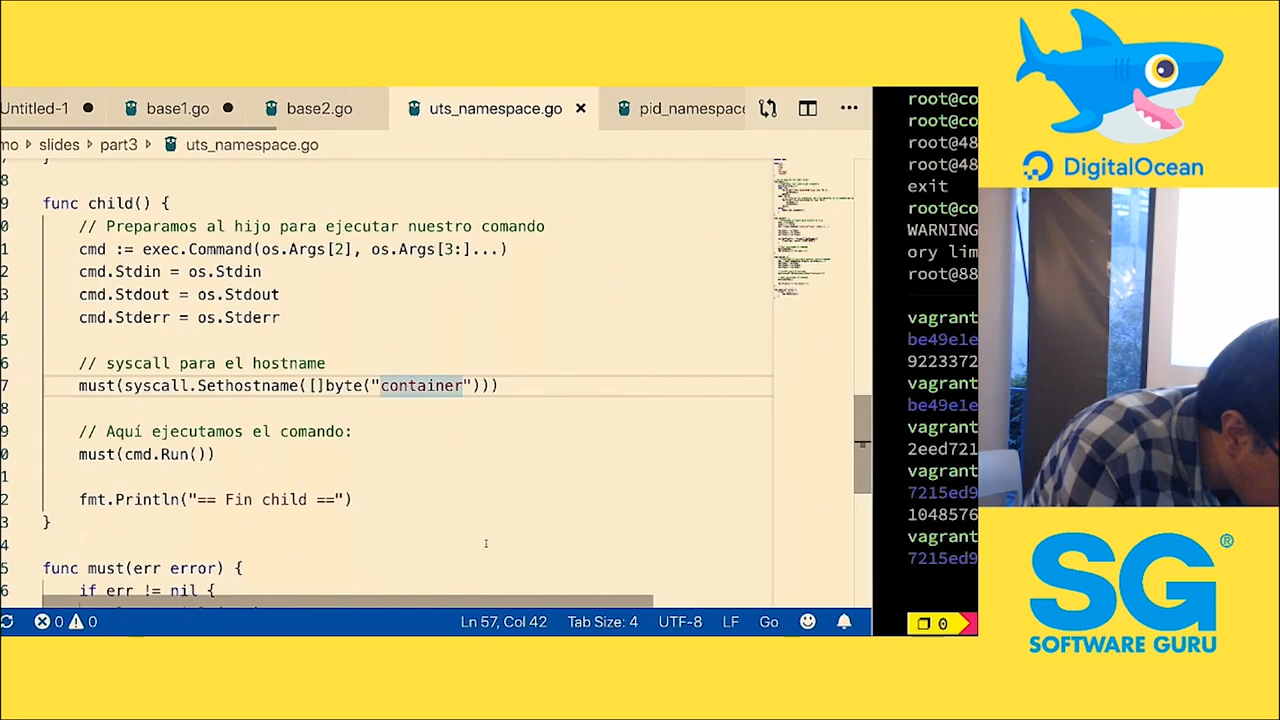 Untitled-1
base1.go
base2.go
uts_namespace.go
pid_namespace
mo > slides > part3 > uts_namespace.go
8
9 func child() {
0 // Preparamos al hijo para ejecutar nuestro comando
1 cmd := exec.Command(os.Args[2], os.Args[3:]...)
2 cmd.Stdin = os.Stdin
3 cmd.Stdout = os.Stdout
4 cmd.Stderr = os.Stderr
5
6 // syscall para el hostname
7 must(syscall.Sethostname([]byte("container")))
8
9 // Aquí ejecutamos el comando:
0 must(cmd.Run())
1
2 fmt.Println("== Fin child ==")
3 }
4
5 func must(err error) {
6 if err != nil {
0 0 Ln 57, Col 42 Tab Size: 4 UTF-8 LF Go
root@co
root@co
root@48
root@48
exit
root@co
WARNING
ory lim
root@88
vagrant
be49e1e
9223372
vagrant
be49e1e
vagrant
2eed721
vagrant
7215ed9
1048576
vagrant
7215ed9
0
DigitalOcean
SG®
SOFTWARE GURU